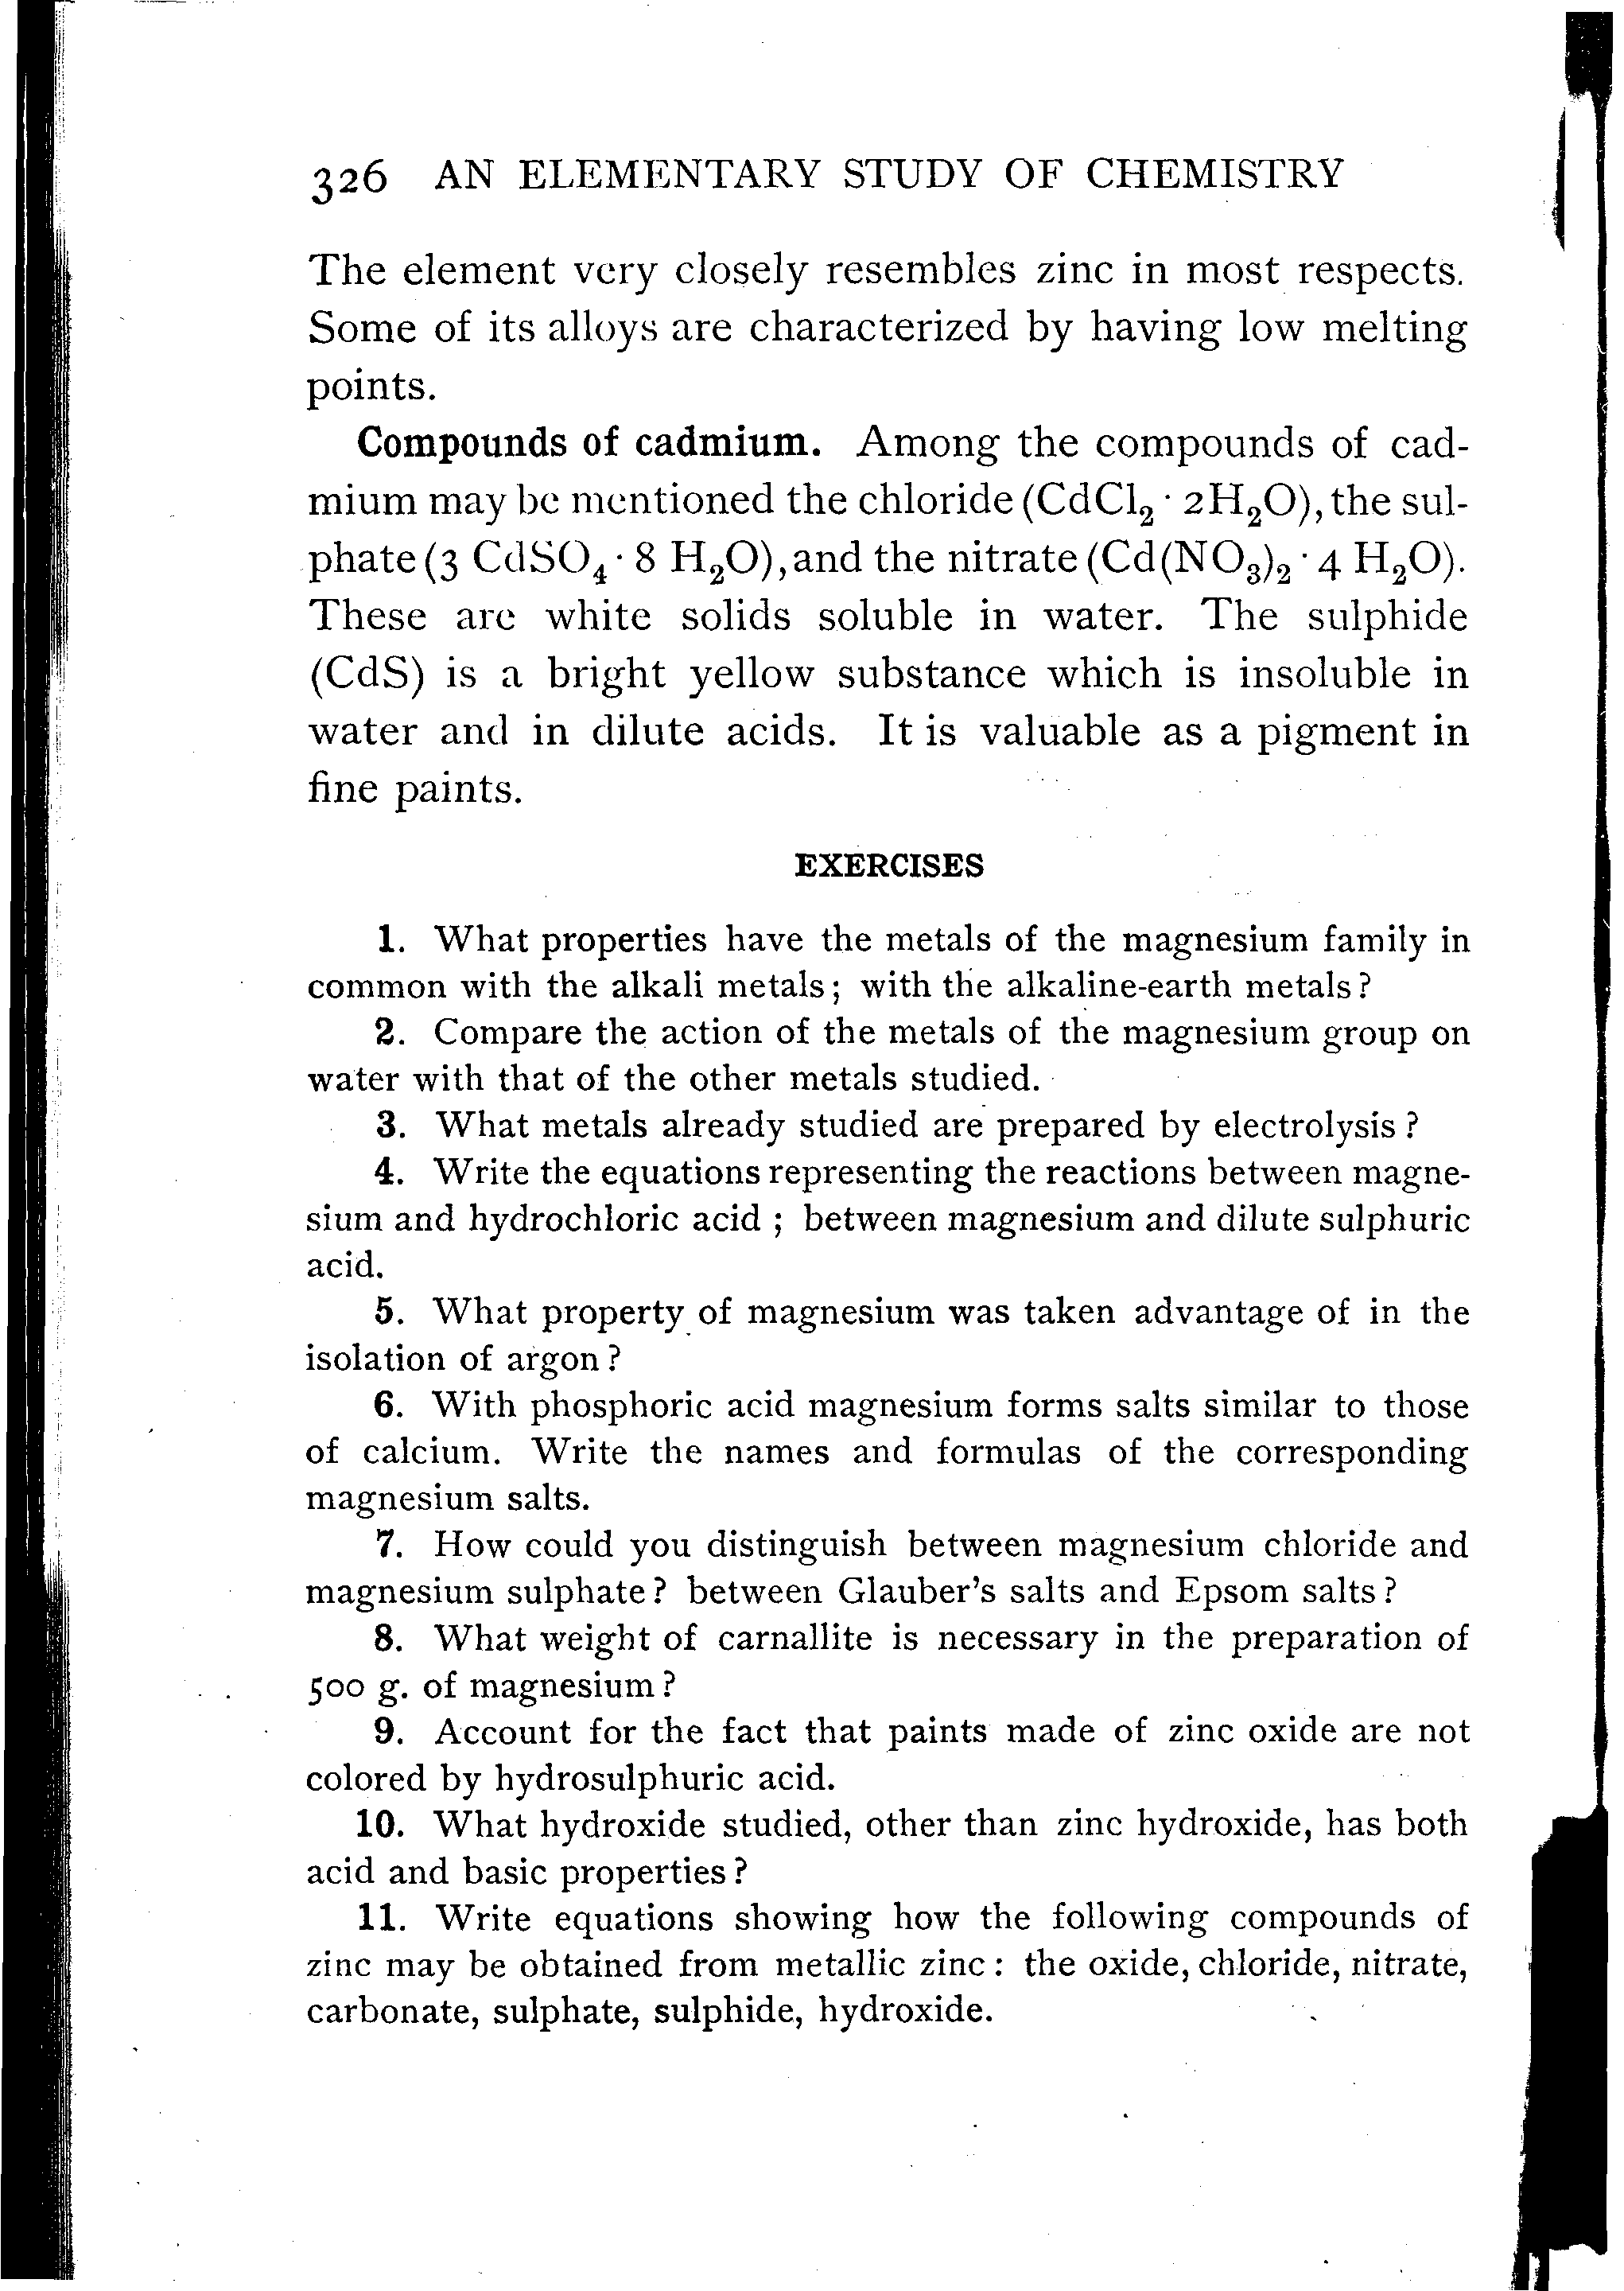 326 AN ELEMENTARY STUDY OF CHEMISTRY
The element very closely resembles zinc in most respects.
Some of its alloys are characterized by having low melting
points.
Compounds of cadmium. Among the compounds of cad-
mium may be mentioned the chloride (CdCl₂ · 2H₂O), the sul-
phate (3 CdSO₄ · 8 H₂O), and the nitrate (Cd(NO₃)₂ · 4 H₂O).
These are white solids soluble in water. The sulphide
(CdS) is a bright yellow substance which is insoluble in
water and in dilute acids. It is valuable as a pigment in
fine paints.
EXERCISES
1. What properties have the metals of the magnesium family in
common with the alkali metals; with the alkaline-earth metals?
2. Compare the action of the metals of the magnesium group on
water with that of the other metals studied.
3. What metals already studied are prepared by electrolysis?
4. Write the equations representing the reactions between magne-
sium and hydrochloric acid; between magnesium and dilute sulphuric
acid.
5. What property of magnesium was taken advantage of in the
isolation of argon?
6. With phosphoric acid magnesium forms salts similar to those
of calcium. Write the names and formulas of the corresponding
magnesium salts.
7. How could you distinguish between magnesium chloride and
magnesium sulphate? between Glauber's salts and Epsom salts?
8. What weight of carnallite is necessary in the preparation of
500 g. of magnesium?
9. Account for the fact that paints made of zinc oxide are not
colored by hydrosulphuric acid.
10. What hydroxide studied, other than zinc hydroxide, has both
acid and basic properties?
11. Write equations showing how the following compounds of
zinc may be obtained from metallic zinc: the oxide, chloride, nitrate,
carbonate, sulphate, sulphide, hydroxide.